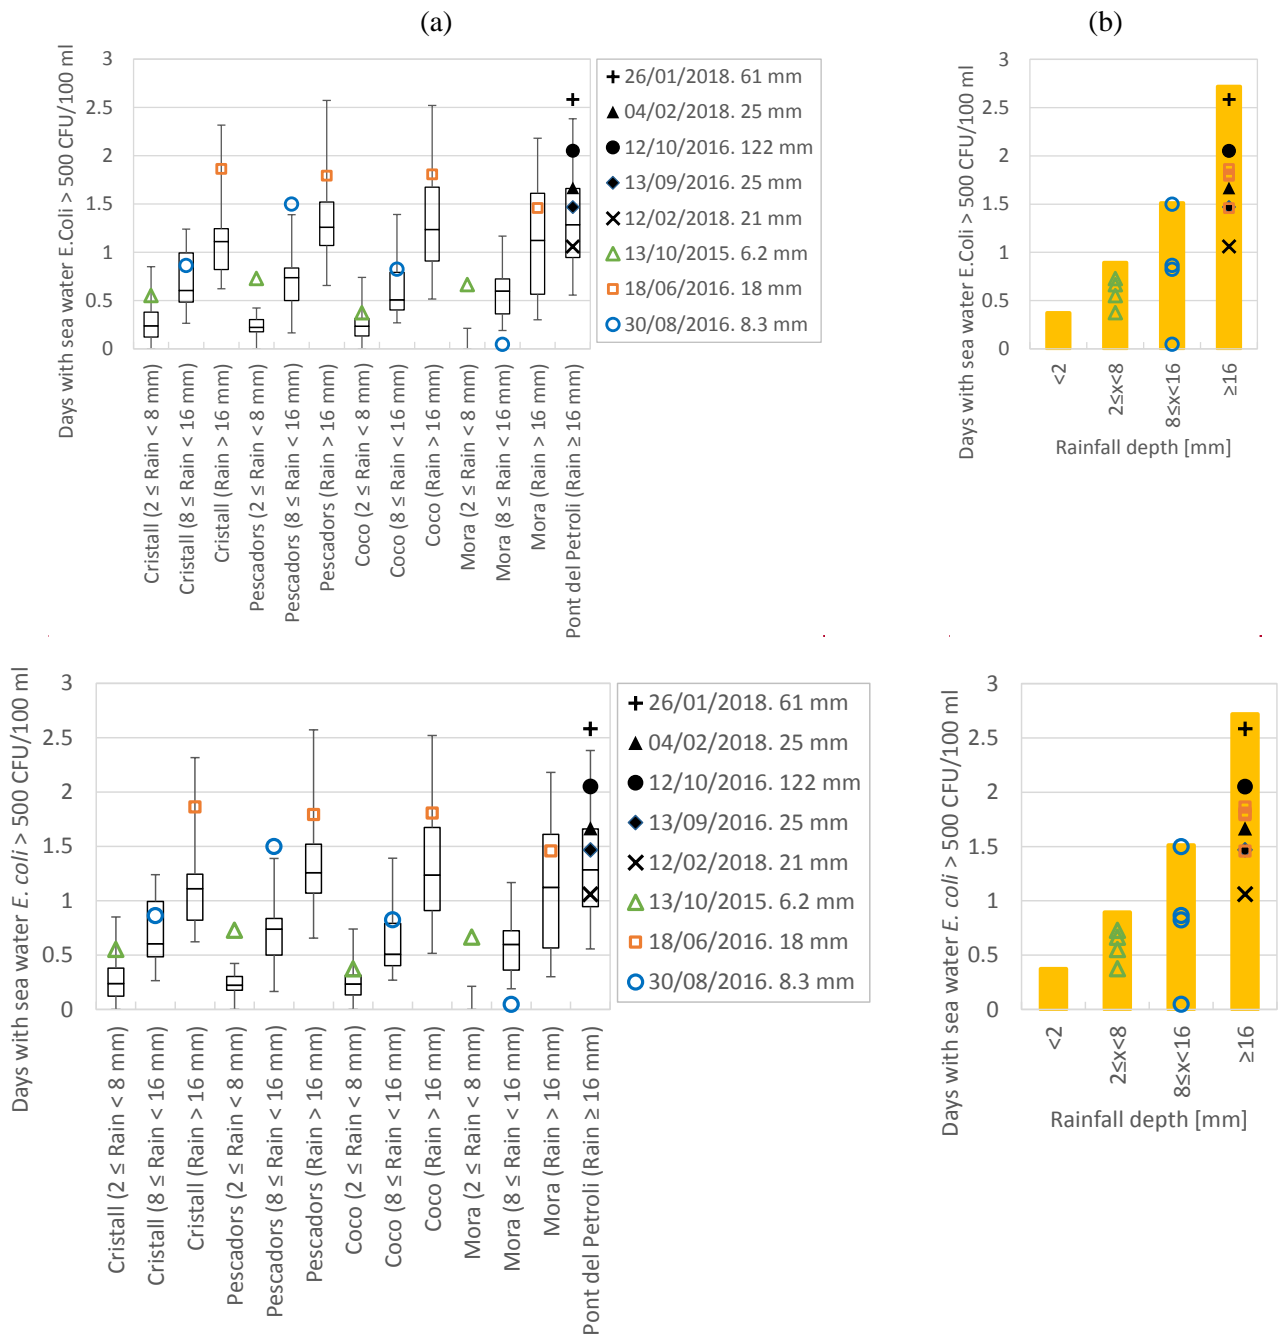 (a)
(b)
Days with sea water E.Coli > 500 CFU/100 ml
3
2.5
2
1.5
1
0.5
0
Cristall (2 ≤ Rain < 8 mm)
Cristall (8 ≤ Rain < 16 mm)
Cristall (Rain > 16 mm)
Pescadors (2 ≤ Rain < 8 mm)
Pescadors (8 ≤ Rain < 16 mm)
Pescadors (Rain > 16 mm)
Coco (2 ≤ Rain < 8 mm)
Coco (8 ≤ Rain < 16 mm)
Coco (Rain > 16 mm)
Mora (2 ≤ Rain < 8 mm)
Mora (8 ≤ Rain < 16 mm)
Mora (Rain > 16 mm)
Pont del Petroli (Rain ≥ 16 mm)
26/01/2018. 61 mm
04/02/2018. 25 mm
12/10/2016. 122 mm
13/09/2016. 25 mm
12/02/2018. 21 mm
13/10/2015. 6.2 mm
18/06/2016. 18 mm
30/08/2016. 8.3 mm
Days with sea water E.Coli > 500 CFU/100 ml
3
2.5
2
1.5
1
0.5
0
<2
2≤x<8
8≤x<16
≥16
Rainfall depth [mm]
Days with sea water E. coli > 500 CFU/100 ml
3
2.5
2
1.5
1
0.5
0
Cristall (2 ≤ Rain < 8 mm)
Cristall (8 ≤ Rain < 16 mm)
Cristall (Rain > 16 mm)
Pescadors (2 ≤ Rain < 8 mm)
Pescadors (8 ≤ Rain < 16 mm)
Pescadors (Rain > 16 mm)
Coco (2 ≤ Rain < 8 mm)
Coco (8 ≤ Rain < 16 mm)
Coco (Rain > 16 mm)
Mora (2 ≤ Rain < 8 mm)
Mora (8 ≤ Rain < 16 mm)
Mora (Rain > 16 mm)
Pont del Petroli (Rain ≥ 16 mm)
26/01/2018. 61 mm
04/02/2018. 25 mm
12/10/2016. 122 mm
13/09/2016. 25 mm
12/02/2018. 21 mm
13/10/2015. 6.2 mm
18/06/2016. 18 mm
30/08/2016. 8.3 mm
Days with sea water E. coli > 500 CFU/100 ml
3
2.5
2
1.5
1
0.5
0
<2
2≤x<8
8≤x<16
≥16
Rainfall depth [mm]